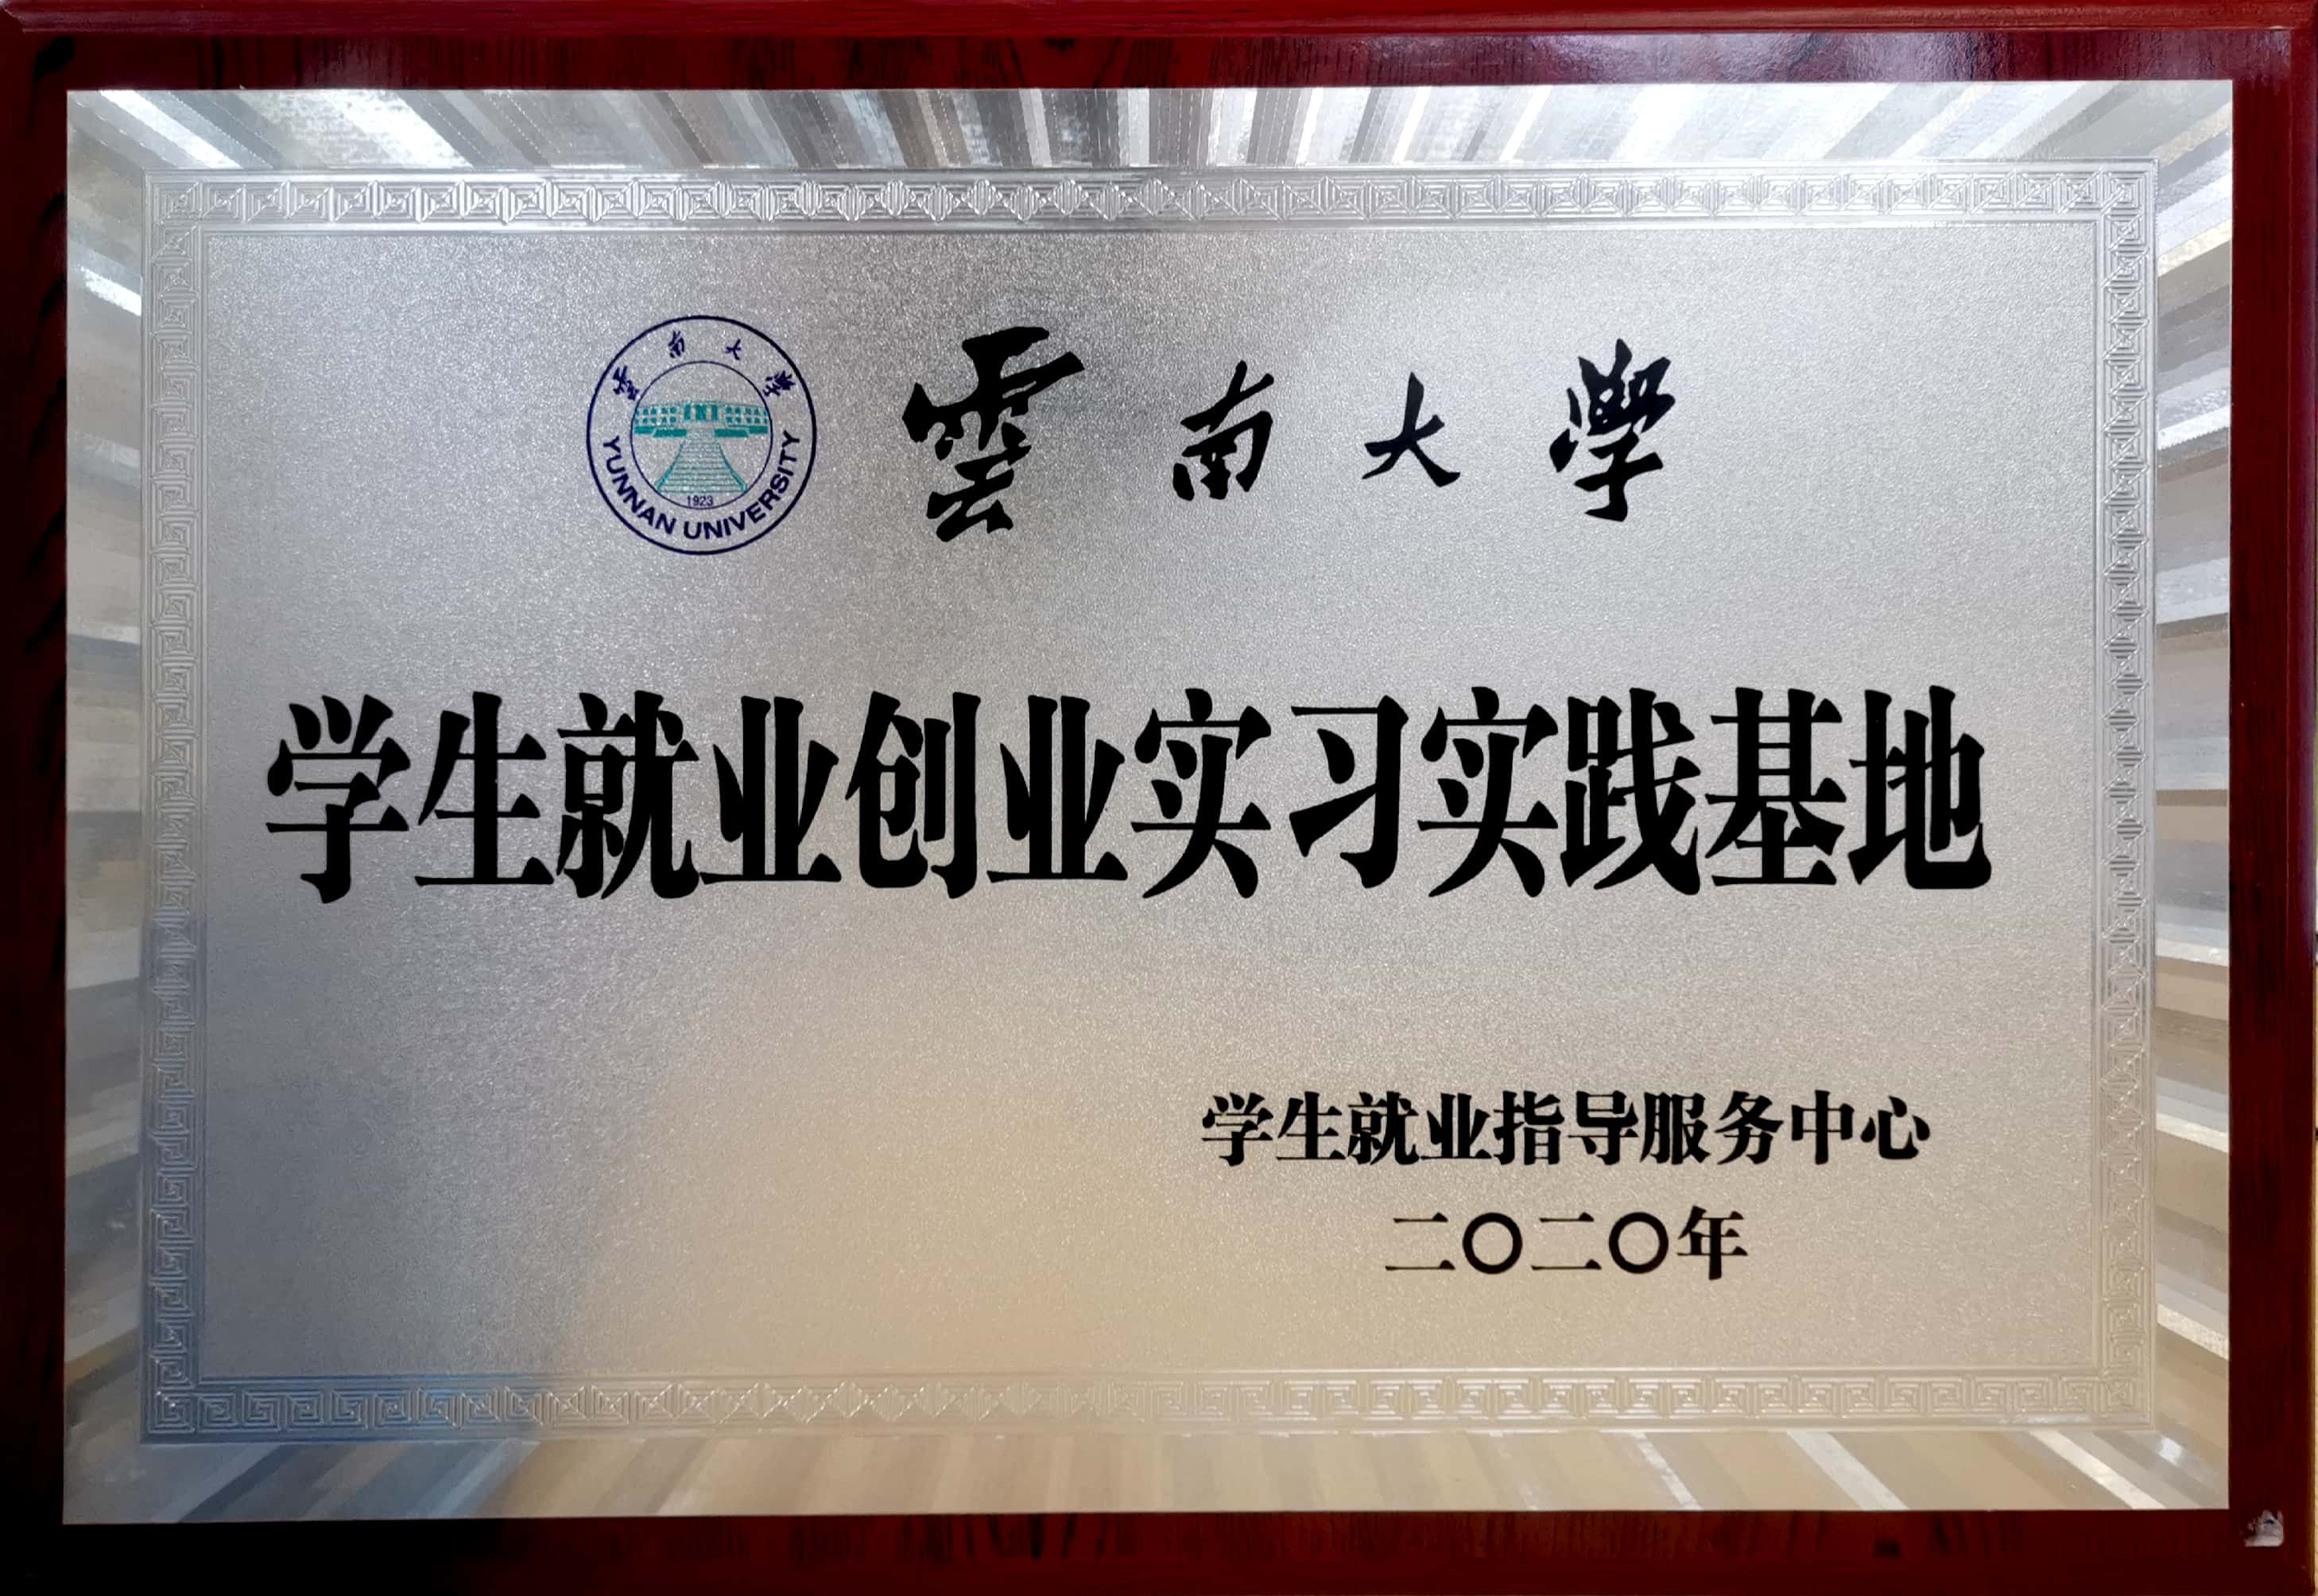 雲南大學
YUNNAN UNIVERSITY
1923
雲南大學
学生就业创业实习实践基地
学生就业指导服务中心
二〇二〇年